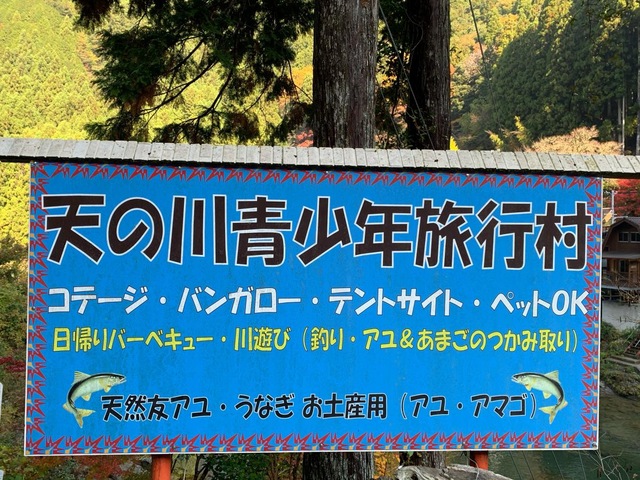 天の川青少年旅行村
コテージ・バンガロー・テントサイト・ペットOK
日帰りバーベキュー・川遊び（釣り・アユ&あまごのつかみ取り）
天然友アユ・うなぎ お土産用（アユ・アマゴ）